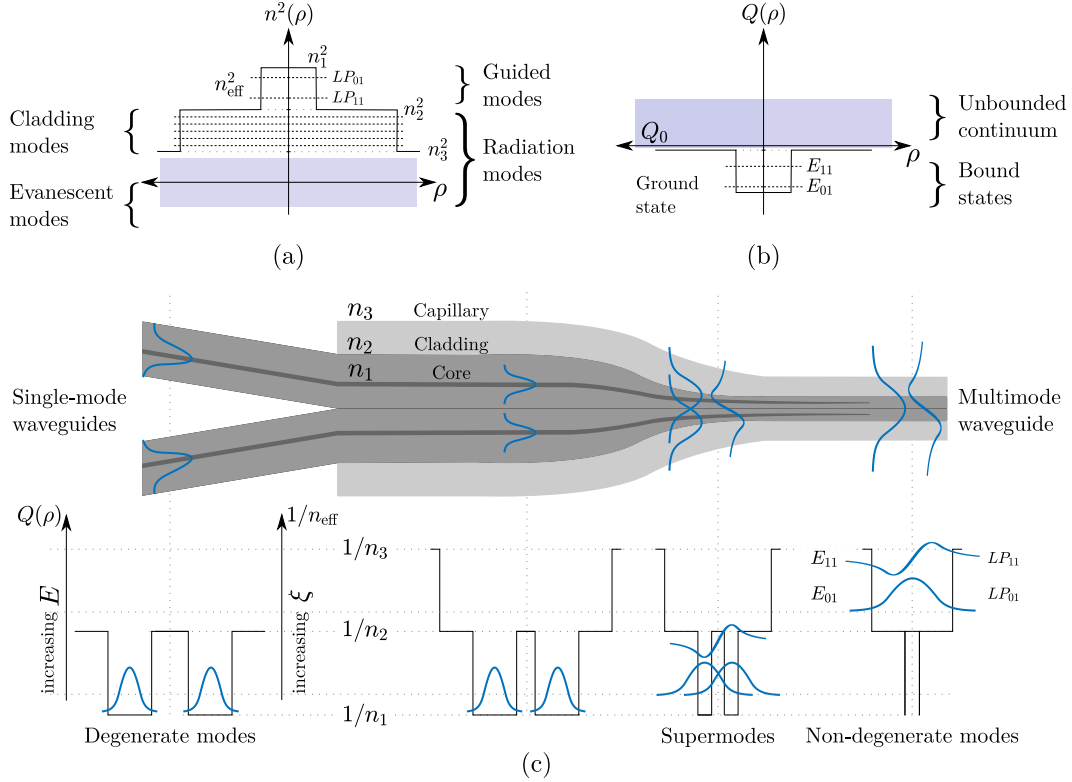 n²(ρ)
n₁²
LP₀₁
n²_eff
LP₁₁
n₂²
n₃²
Guided
modes
Cladding
modes
Radiation
modes
Evanescent
modes
ρ
(a)
Q(ρ)
Q₀
ρ
Unbounded
continuum
E₁₁
E₀₁
Ground
state
Bound
states
(b)
n₃ Capillary
n₂ Cladding
n₁ Core
Single-mode
waveguides
Multimode
waveguide
Q(ρ)
1/n_eff
increasing E
increasing ξ
1/n₃
1/n₂
1/n₁
E₁₁ LP₁₁
E₀₁ LP₀₁
Degenerate modes
Supermodes
Non-degenerate modes
(c)